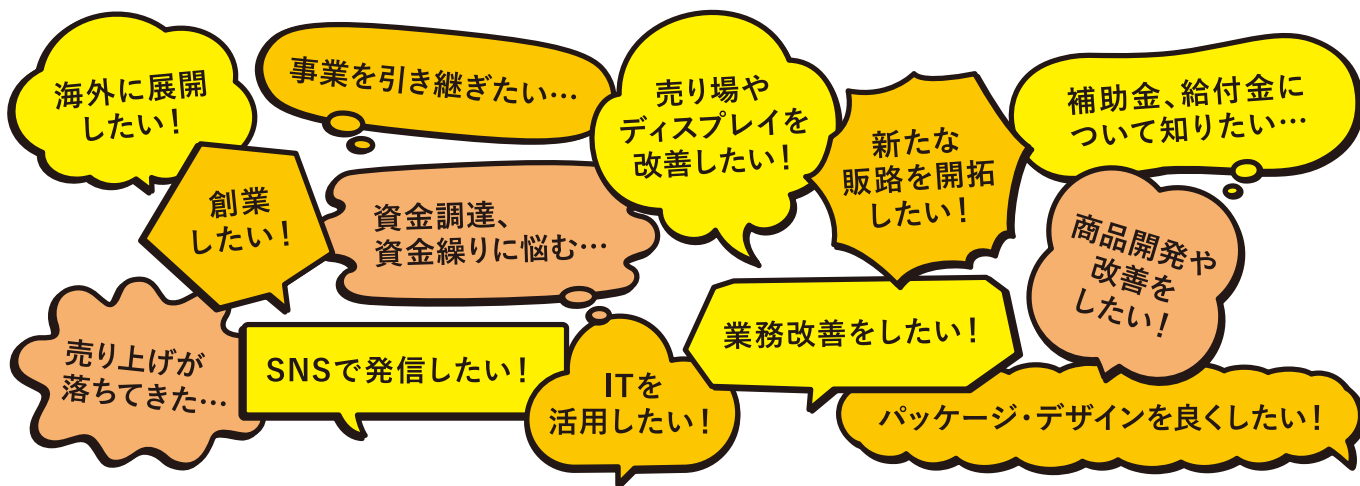 海外に展開
したい！
事業を引き継ぎたい…
売り場や
ディスプレイを
改善したい！
新たな
販路を開拓
したい！
補助金、給付金に
ついて知りたい…
創業
したい！
資金調達、
資金繰りに悩む…
商品開発や
改善を
したい！
売り上げが
落ちてきた…
SNSで発信したい！
ITを
活用したい！
業務改善をしたい！
パッケージ・デザインを良くしたい！